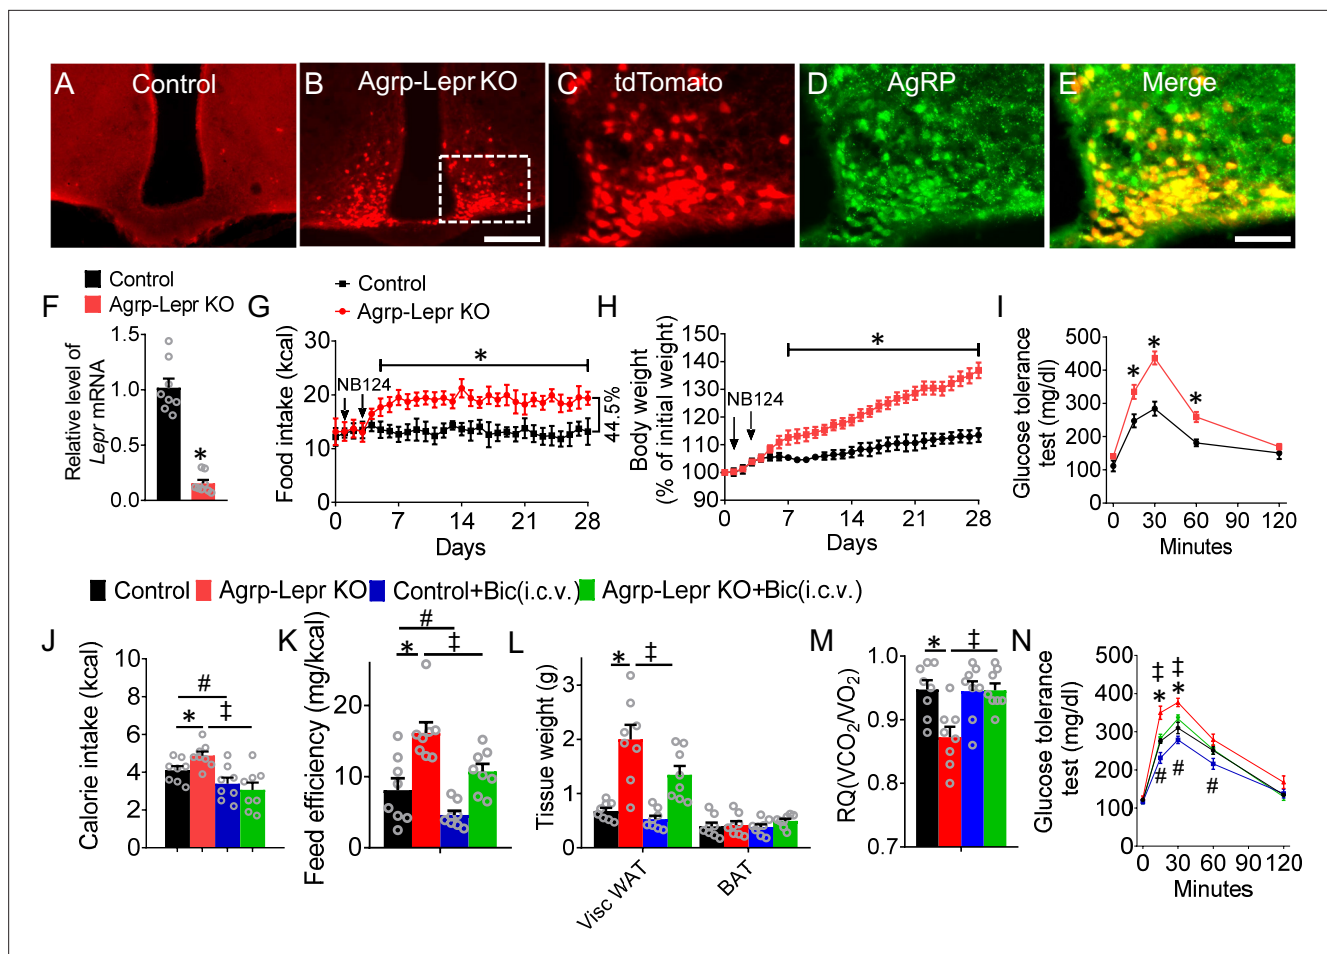 A Control
B Agrp-Lepr KO
C tdTomato
D AgRP
E Merge
F
Control
Agrp-Lepr KO
Relative level of
Lepr mRNA
1.5
1.0
0.5
0.0
*
G
Control
Agrp-Lepr KO
Food intake (kcal)
30
20
10
0
NB124
*
44.5%
0 7 14 21 28
Days
H
Body weight
(% of initial weight)
150
140
130
120
110
100
90
NB124
*
0 7 14 21 28
Days
I
Glucose tolerance
test (mg/dl)
500
400
300
200
100
* * *
0 30 60 90 120
Minutes
Control Agrp-Lepr KO Control+Bic(i.c.v.) Agrp-Lepr KO+Bic(i.c.v.)
J
Calorie intake (kcal)
10
8
6
4
2
0
#
* ‡
K
Feed efficiency (mg/kcal)
20
10
0
#
* ‡
L
Tissue weight (g)
3
2
1
0
* ‡
Visc WAT
BAT
M
RQ(VCO2/VO2)
1.0
0.9
0.8
0.7
* ‡
N
Glucose tolerance
test (mg/dl)
500
400
300
200
100
0
‡ ‡
* *
# # #
0 30 60 90 120
Minutes